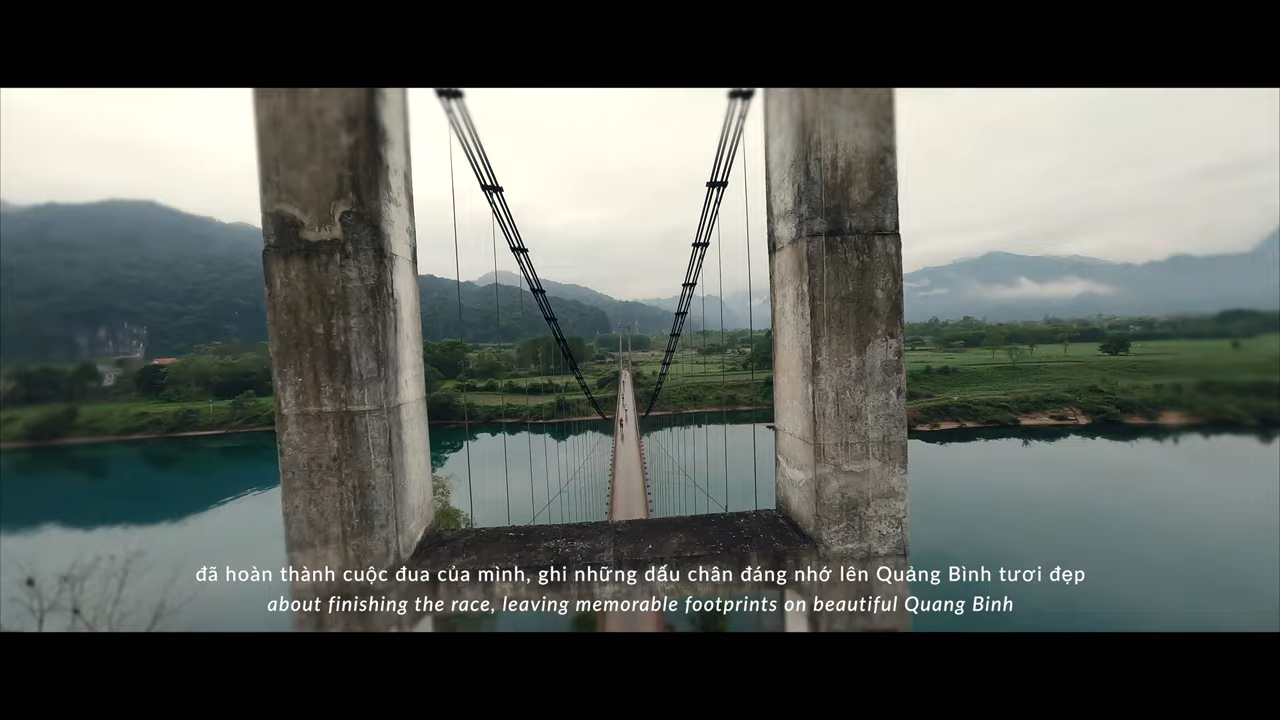 đã hoàn thành cuộc đua của mình, ghi những dấu chân đáng nhớ lên Quảng Bình tươi đẹp
about finishing the race, leaving memorable footprints on beautiful Quang Binh